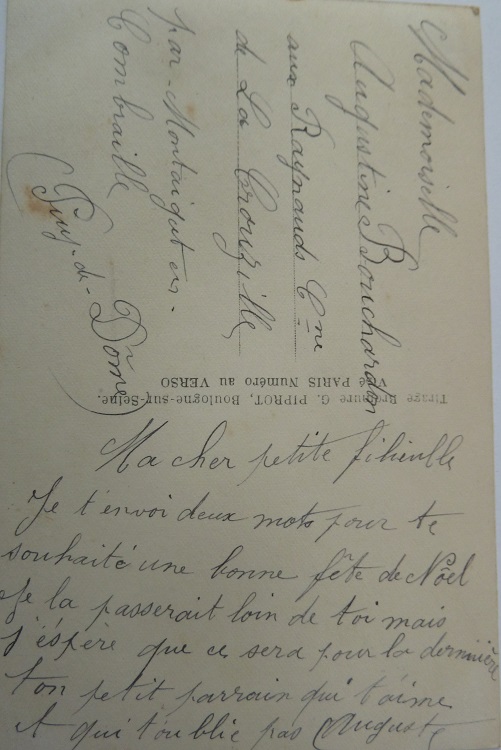 Mademoiselle
Augustine Bouchardon
aux Raynauds Cne
de La Crouzille
par Montaigut en
Combraille
(Puy-de-Dôme)
Tirage Bromure G. PIPROT, Boulogne-sur-Seine.
Visé PARIS Numéro au VERSO
Ma cher petite filieulle
Je t'envoi deux mots pour te
souhaité une bonne fête de Noël
Je la passerait loin de toi mais
J'éspère que ce sera pour la dernière
ton petit parrain qui t'aime
et qui t'oublie pas Auguste